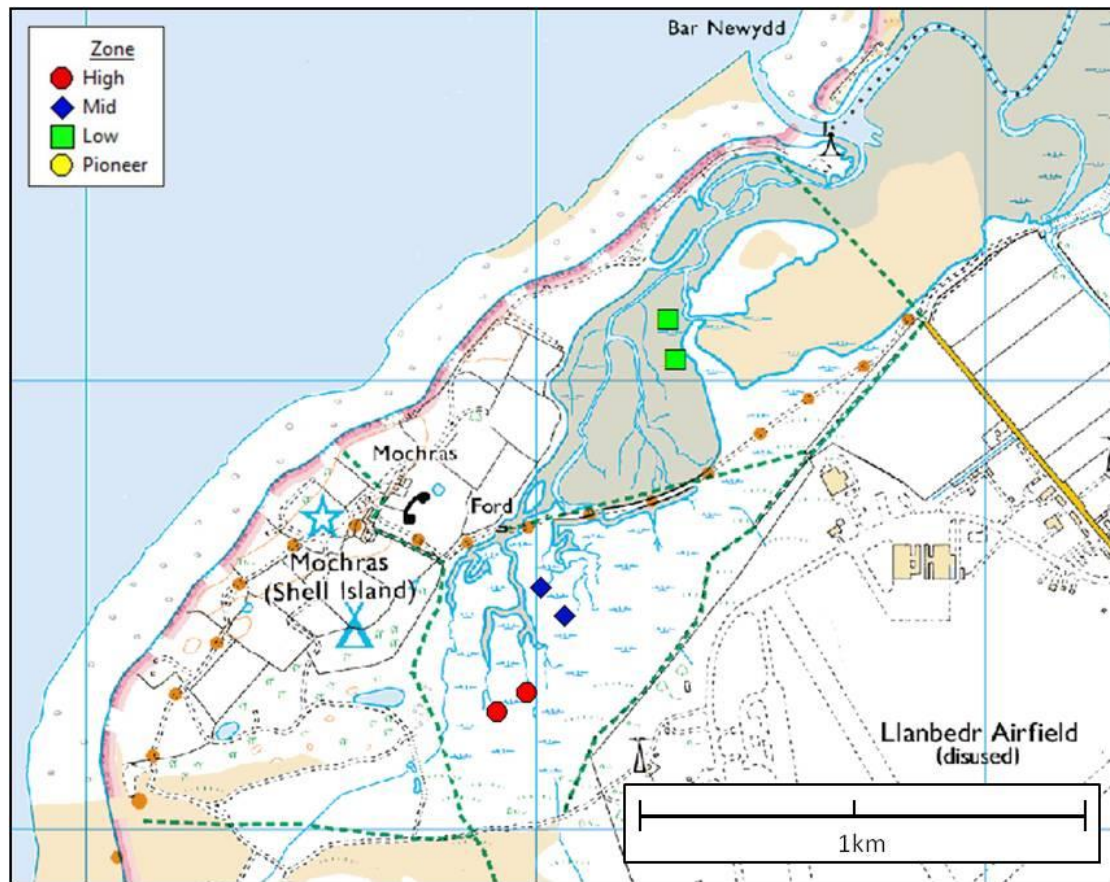 Zone
High
Mid
Low
Pioneer
Bar Newydd
Mochras
Ford
Mochras
(Shell Island)
Llanbedr Airfield
(disused)
1km